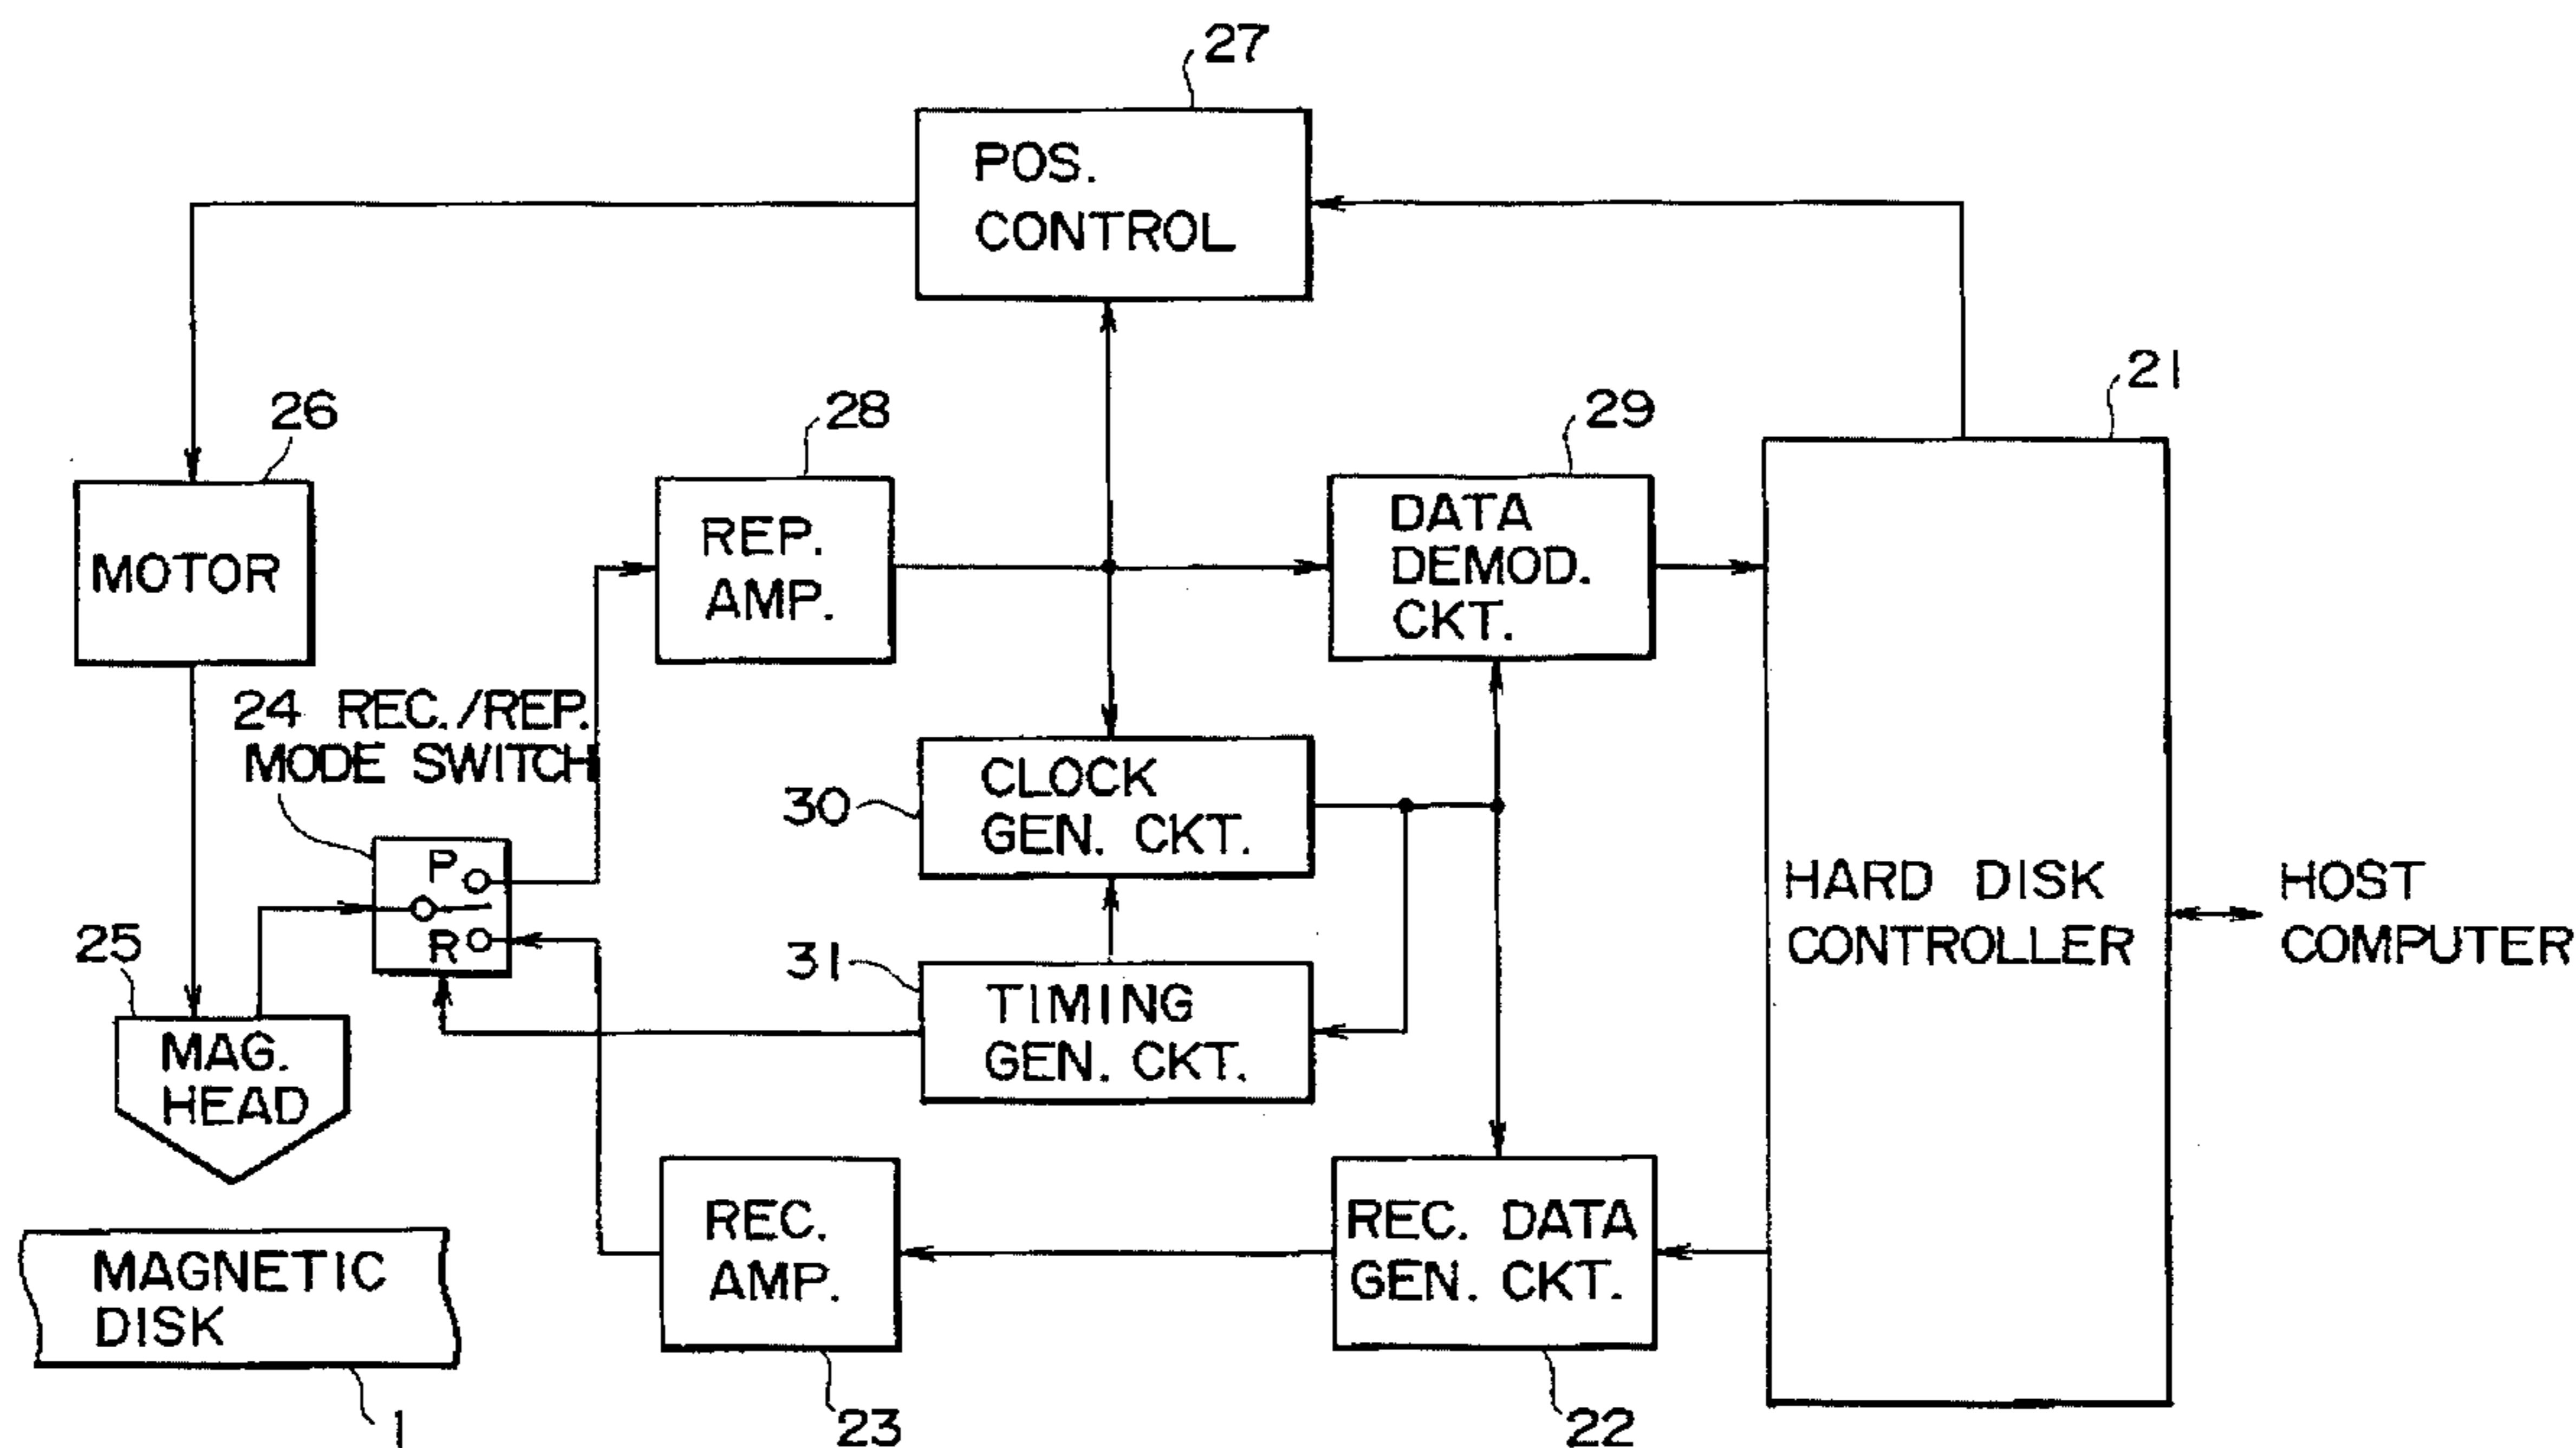 27
POS.
CONTROL
26
28
29
21
MOTOR
REP.
AMP.
DATA
DEMOD.
CKT.
24 REC./REP.
MODE SWITCH
30
CLOCK
GEN. CKT.
P
R
25
MAG.
HEAD
31
TIMING
GEN. CKT.
HARD DISK
CONTROLLER
HOST
COMPUTER
REC.
AMP.
REC. DATA
GEN. CKT.
MAGNETIC
DISK
1
23
22